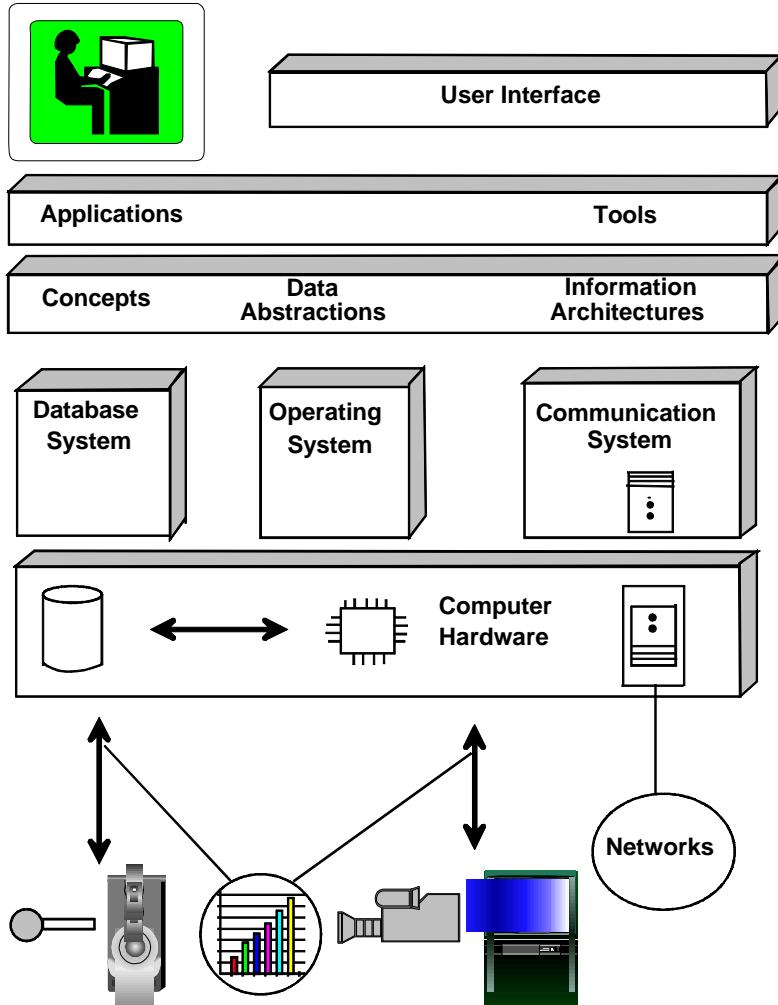 User Interface
Applications Tools
Concepts Data Abstractions Information Architectures
Database System
Operating System
Communication System
Computer
Hardware
Networks